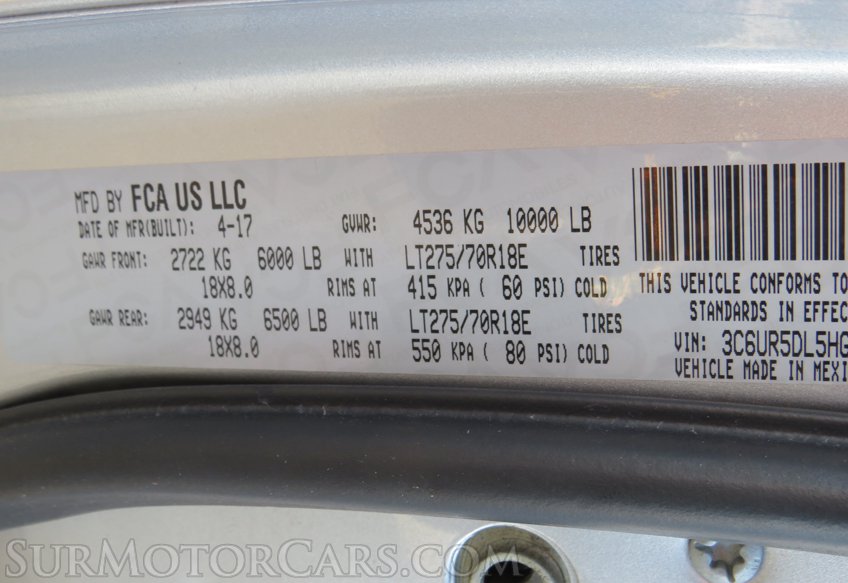 MFD BY FCA US LLC
DATE OF MFR(BUILT): 4-17 GVWR: 4536 KG 10000 LB
GAWR FRONT: 2722 KG 6000 LB WITH LT275/70R18E TIRES
18X8.0 RIMS AT 415 KPA ( 60 PSI) COLD
GAWR REAR: 2949 KG 6500 LB WITH LT275/70R18E TIRES
18X8.0 RIMS AT 550 KPA ( 80 PSI) COLD
THIS VEHICLE CONFORMS TO
STANDARDS IN EFFEC
VIN: 3C6UR5DL5HG
VEHICLE MADE IN MEXI
SURMOTORCARS.COM